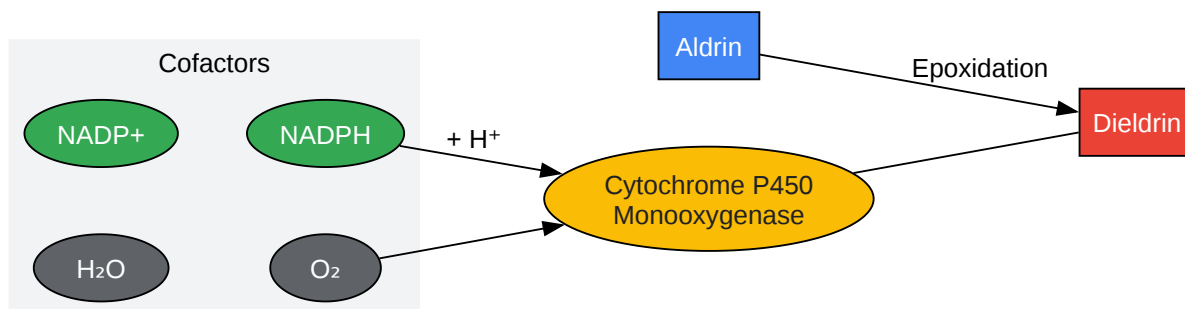 Cofactors
NADP+
NADPH
H₂O
O₂
+ H⁺
Cytochrome P450
Monooxygenase
Aldrin
Epoxidation
Dieldrin